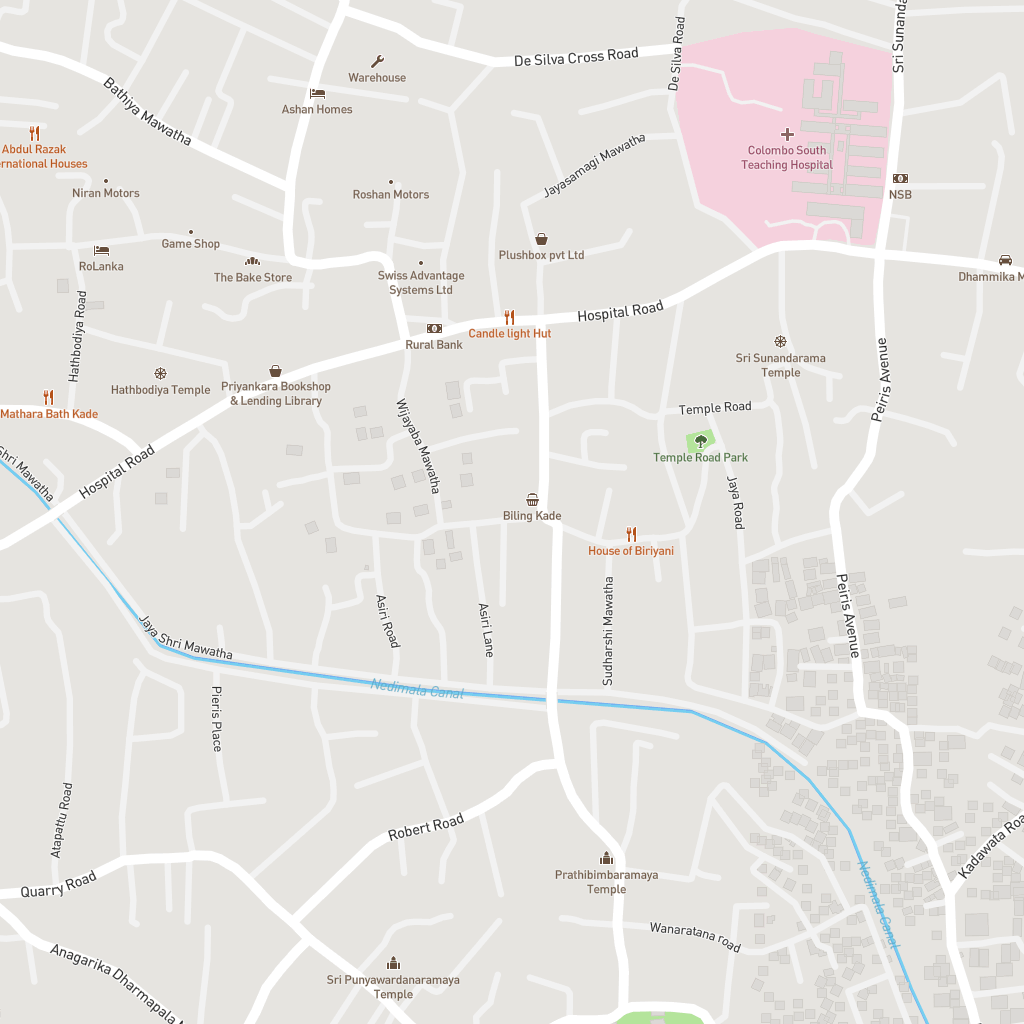 De Silva Cross Road
De Silva Road
Sri Sunanda
Warehouse
Ashan Homes
Bathiya Mawatha
Abdul Razak
ernational Houses
Colombo South
Teaching Hospital
Jayasamagi Mawatha
Niran Motors
Roshan Motors
NSB
Game Shop
RoLanka
The Bake Store
Plushbox pvt Ltd
Swiss Advantage
Systems Ltd
Dhammika M
Hathbodiya Road
Hospital Road
Candle light Hut
Rural Bank
Sri Sunandarama
Temple
Peiris Avenue
Hathbodiya Temple
Priyankara Bookshop
& Lending Library
Mathara Bath Kade
Wijayaba Mawatha
Temple Road
Temple Road Park
Shri Mawatha
Hospital Road
Jaya Road
Biling Kade
House of Biriyani
Peiris Avenue
Sudharshi Mawatha
Asiri Road
Asiri Lane
Jaya Shri Mawatha
Nedimala Canal
Pieris Place
Atapattu Road
Robert Road
Kadawata Roa
Prathibimbaramaya
Temple
Quarry Road
Nedimala Canal
Wanaratana road
Anagarika Dharmapala
Sri Punyawardanaramaya
Temple